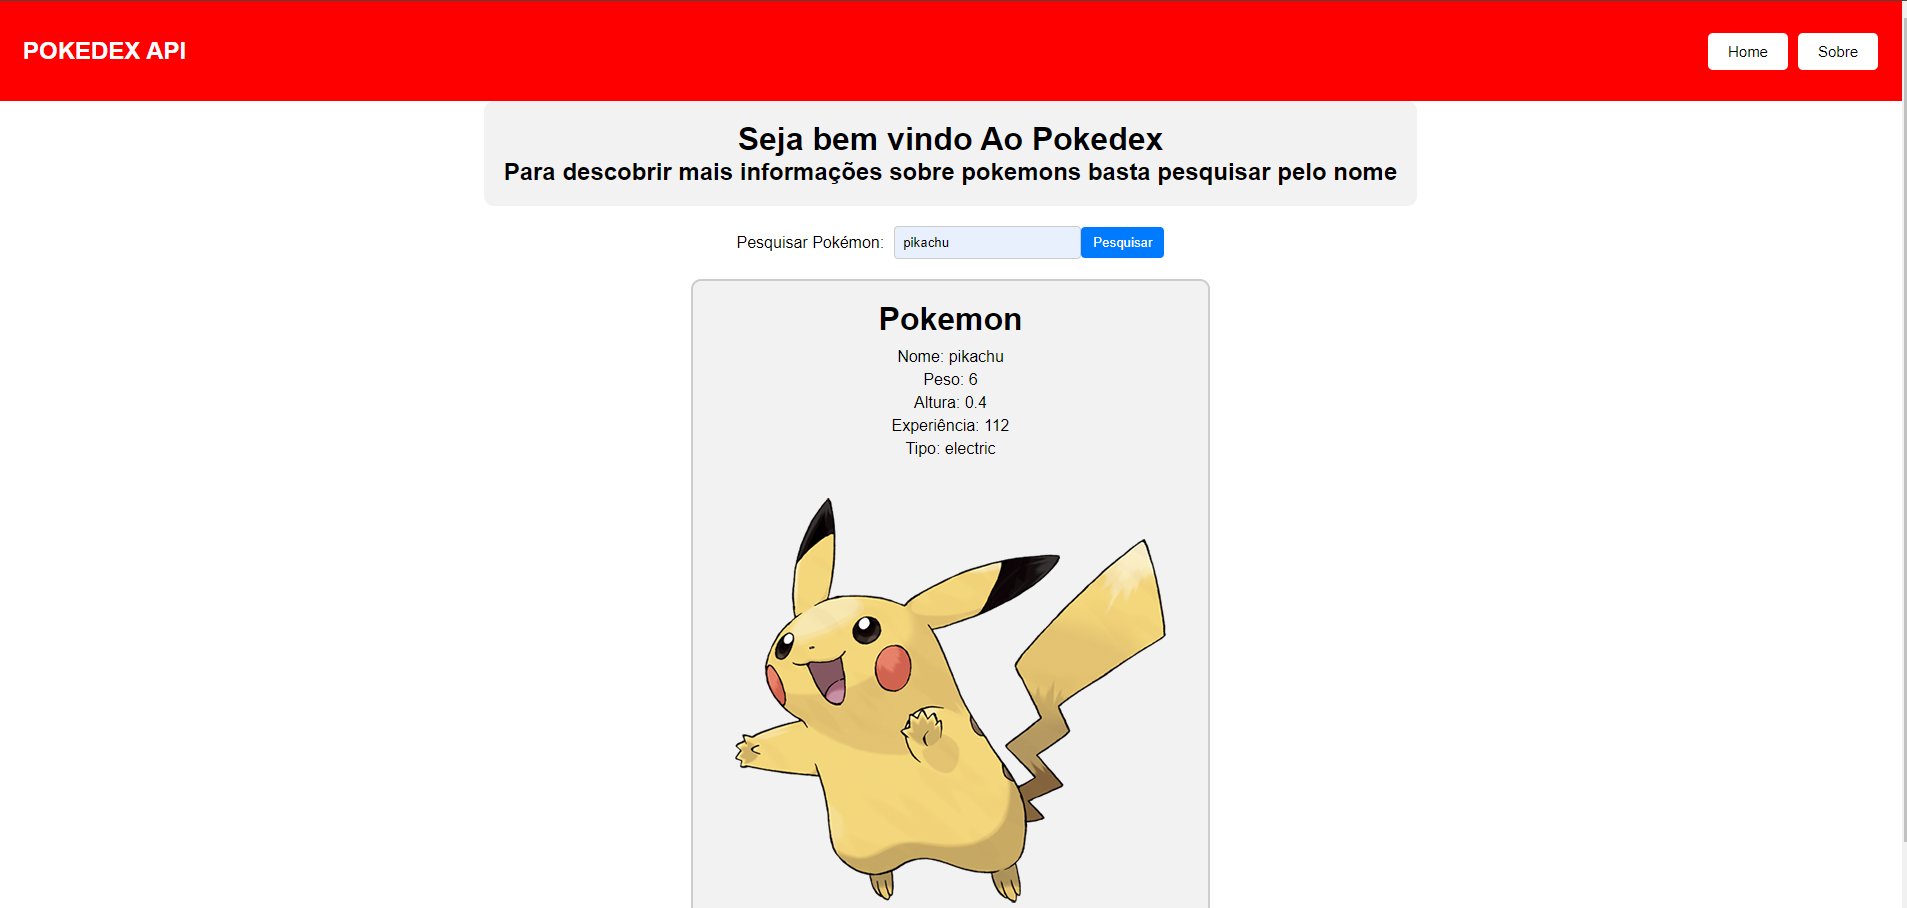 POKEDEX API
Home
Sobre
Seja bem vindo Ao Pokedex
Para descobrir mais informações sobre pokemons basta pesquisar pelo nome
Pesquisar Pokémon: pikachu Pesquisar
Pokemon
Nome: pikachu
Peso: 6
Altura: 0.4
Experiência: 112
Tipo: electric